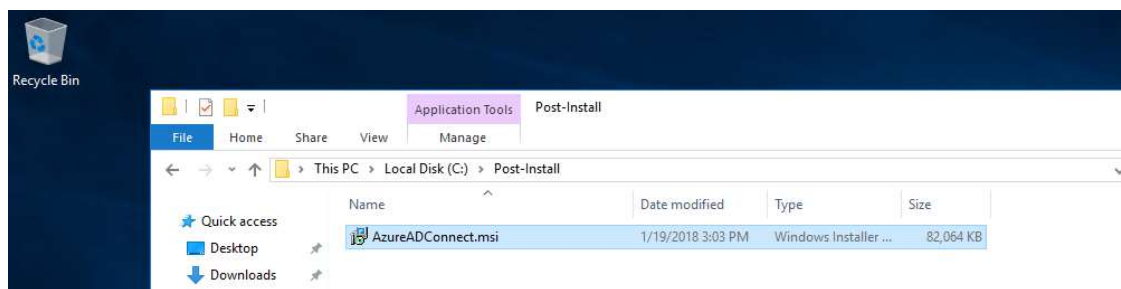 Recycle Bin
Application Tools Post-Install
File Home Share View Manage
This PC > Local Disk (C:) > Post-Install
Name Date modified Type Size
Quick access
AzureADConnect.msi 1/19/2018 3:03 PM Windows Installer ... 82,064 KB
Desktop
Downloads